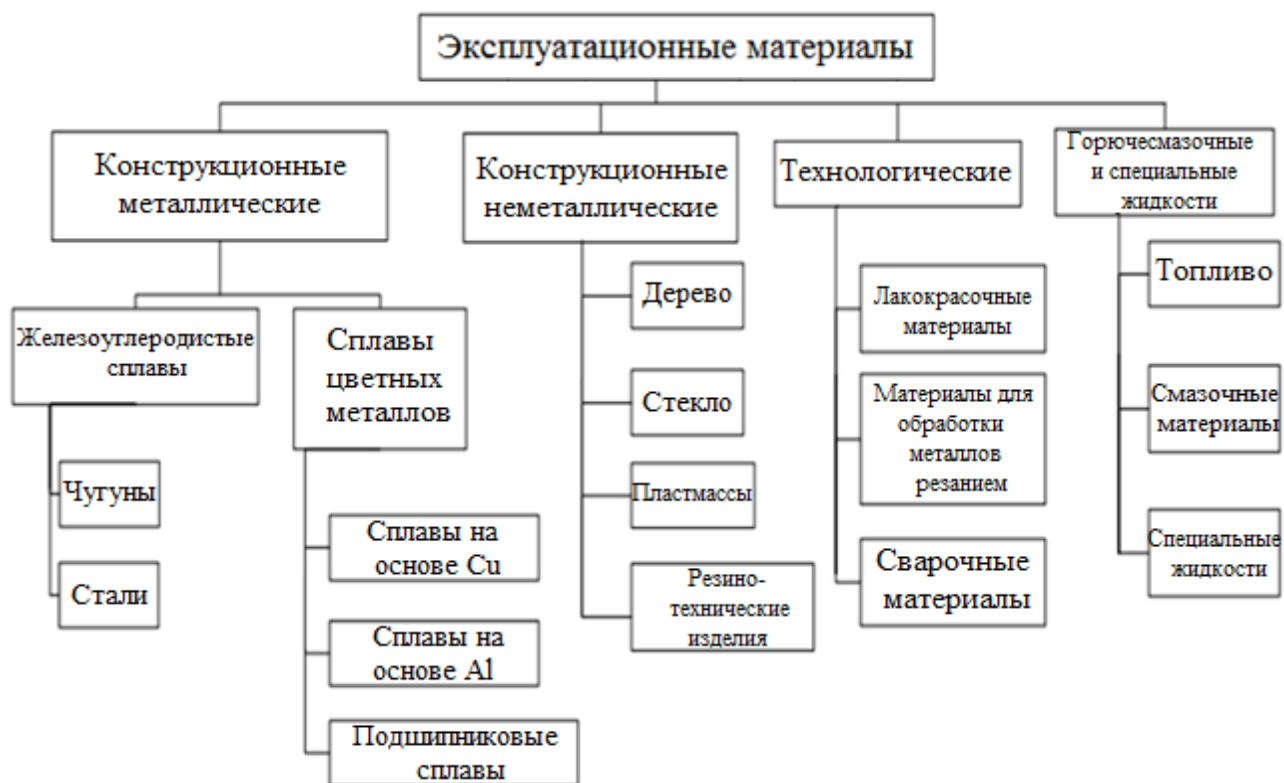 Эксплуатационные материалы
Конструкционные
металлические
Конструкционные
неметаллические
Технологические
Горючесмазочные
и специальные
жидкости
Железоуглеродистые
сплавы
Чугуны
Стали
Сплавы
цветных
металлов
Сплавы на
основе Cu
Сплавы на
основе Al
Подшипниковые
сплавы
Дерево
Стекло
Пластмассы
Резино-
технические
изделия
Лакокрасочные
материалы
Материалы для
обработки
металлов
резанием
Сварочные
материалы
Топливо
Смазочные
материалы
Специальные
жидкости